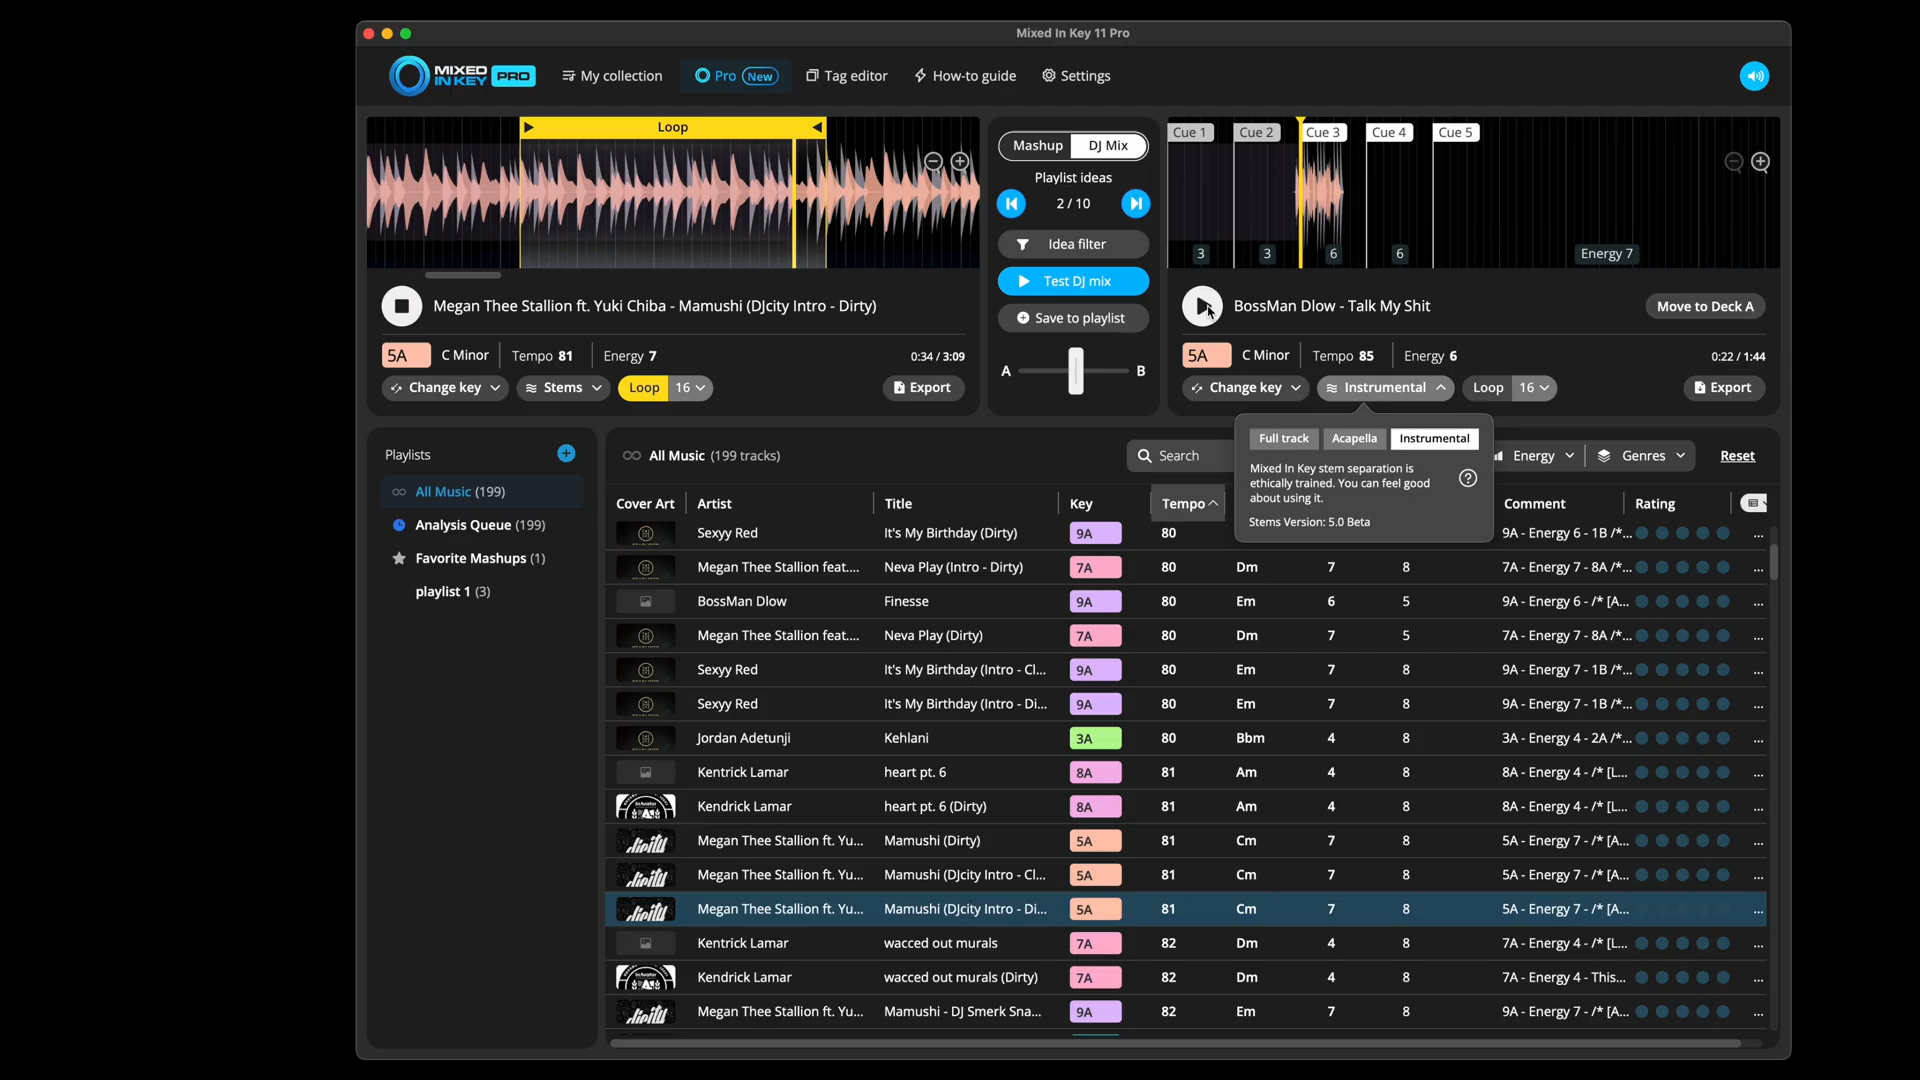 Mixed In Key 11 Pro
MIXED IN KEY PRO
My collection
Pro New
Tag editor
How-to guide
Settings
Loop
Mashup DJ Mix
Playlist ideas
2 / 10
Idea filter
Test DJ mix
Save to playlist
A B
Cue 1 Cue 2 Cue 3 Cue 4 Cue 5
3 3 6 6 Energy 7
Megan Thee Stallion ft. Yuki Chiba - Mamushi (DJcity Intro - Dirty)
5A C Minor Tempo 81 Energy 7 0:34 / 3:09
Change key Stems Loop 16 Export
BossMan Dlow - Talk My Shit Move to Deck A
5A C Minor Tempo 85 Energy 6 0:22 / 1:44
Change key Instrumental Loop 16 Export
Full track Acapella Instrumental
Mixed In Key stem separation is
ethically trained. You can feel good
about using it.
?
Stems Version: 5.0 Beta
Playlists
All Music (199)
Analysis Queue (199)
Favorite Mashups (1)
playlist 1 (3)
All Music (199 tracks) Search Energy Genres Reset
Cover Art Artist Title Key Tempo Comment Rating
Sexyy Red It's My Birthday (Dirty) 9A 80 9A - Energy 6 - 1B /*... ...
Megan Thee Stallion feat.... Neva Play (Intro - Dirty) 7A 80 Dm 7 8 7A - Energy 7 - 8A /*... ...
BossMan Dlow Finesse 9A 80 Em 6 5 9A - Energy 6 - /* [A... ...
Megan Thee Stallion feat.... Neva Play (Dirty) 7A 80 Dm 7 5 7A - Energy 7 - 8A /*... ...
Sexyy Red It's My Birthday (Intro - Cl... 9A 80 Em 7 8 9A - Energy 7 - 1B /*... ...
Sexyy Red It's My Birthday (Intro - Di... 9A 80 Em 7 8 9A - Energy 7 - 1B /*... ...
Jordan Adetunji Kehlani 3A 80 Bbm 4 8 3A - Energy 4 - 2A /*... ...
Kentrick Lamar heart pt. 6 8A 81 Am 4 8 8A - Energy 4 - /* [L... ...
Kendrick Lamar heart pt. 6 (Dirty) 8A 81 Am 4 8 8A - Energy 4 - /* [L... ...
Megan Thee Stallion ft. Yu... Mamushi (Dirty) 5A 81 Cm 7 8 5A - Energy 7 - /* [A... ...
Megan Thee Stallion ft. Yu... Mamushi (DJcity Intro - Cl... 5A 81 Cm 7 8 5A - Energy 7 - /* [A... ...
Megan Thee Stallion ft. Yu... Mamushi (DJcity Intro - Di... 5A 81 Cm 7 8 5A - Energy 7 - /* [A... ...
Kentrick Lamar wacced out murals 7A 82 Dm 4 8 7A - Energy 4 - /* [L... ...
Kendrick Lamar wacced out murals (Dirty) 7A 82 Dm 4 8 7A - Energy 4 - This... ...
Megan Thee Stallion ft. Yu... Mamushi - DJ Smerk Sna... 9A 82 Em 7 8 9A - Energy 7 - /* [A... ...